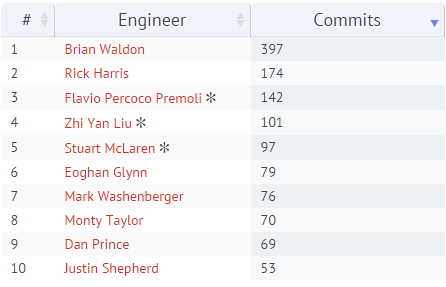 # Engineer Commits
1 Brian Waldon 397
2 Rick Harris 174
3 Flavio Percoco Premoli ✻ 142
4 Zhi Yan Liu ✻ 101
5 Stuart McLaren ✻ 97
6 Eoghan Glynn 79
7 Mark Washenberger 76
8 Monty Taylor 70
9 Dan Prince 69
10 Justin Shepherd 53